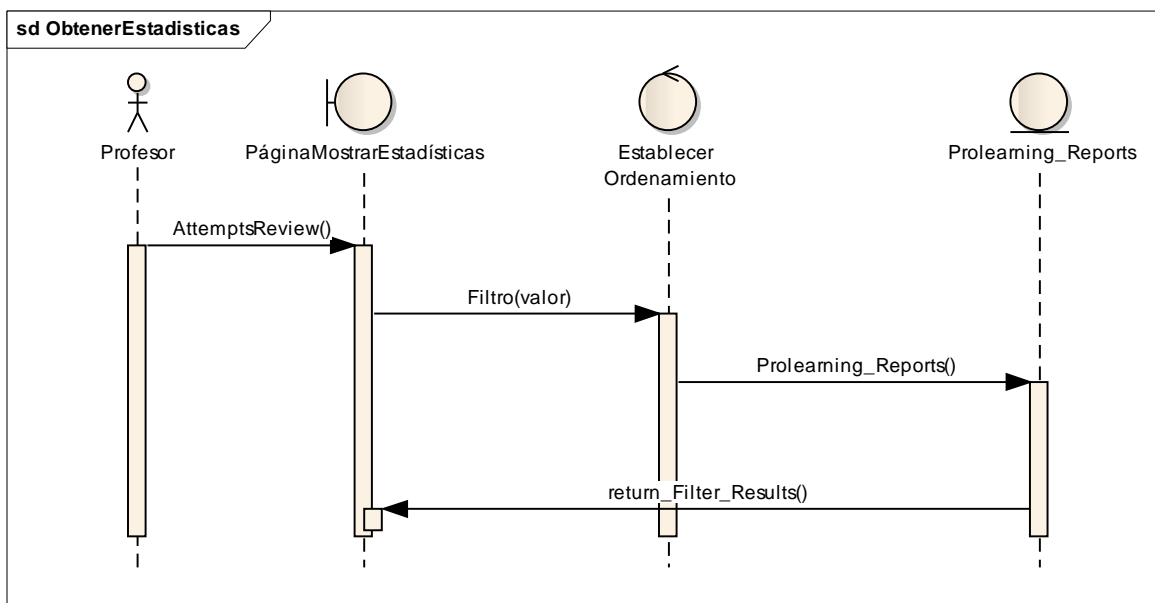 sd ObtenerEstadisticas
Profesor
PáginaMostrarEstadísticas
Establecer
Ordenamiento
Prolearning_Reports
AttemptsReview()
Filtro(valor)
Prolearning_Reports()
return_Filter_Results()